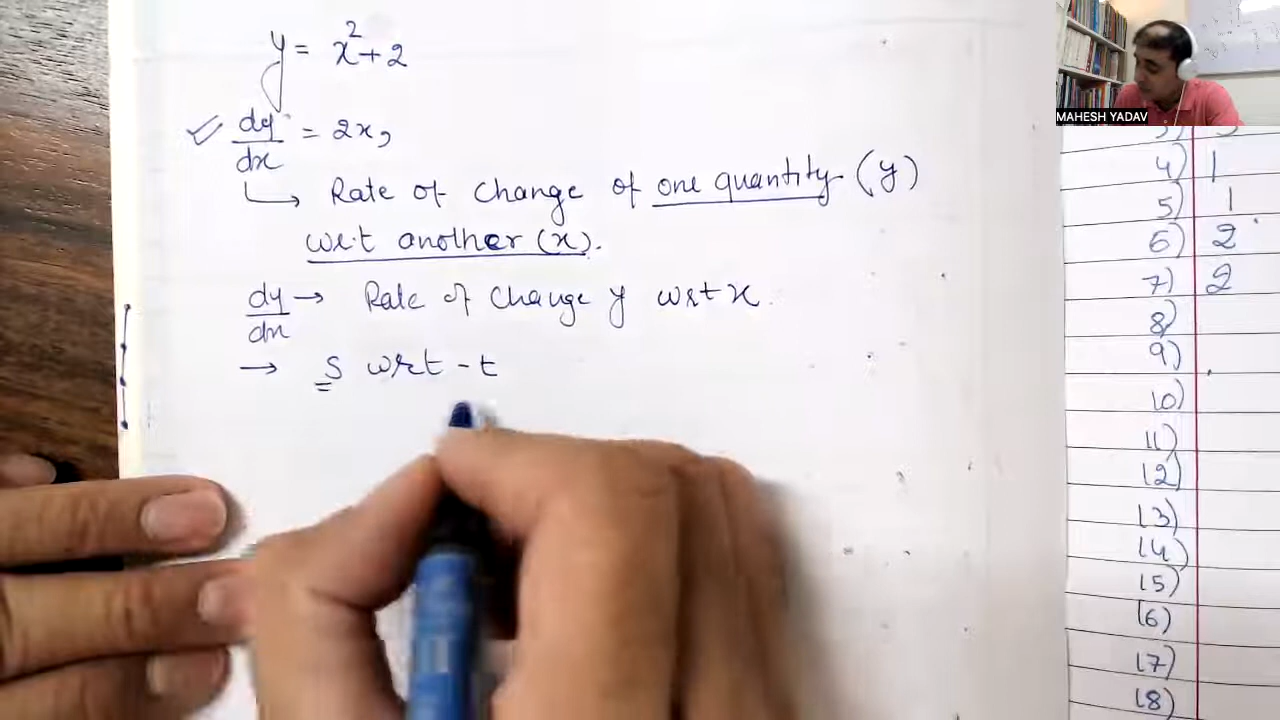 y = x² + 2
dy/dx = 2x,
Rate of change of one quantity (y)
w.r.t another (x).
dy/dx → Rate of change y wrt x.
→ s wrt - t
MAHESH YADAV
4) 1
5) 1
6) 2
7) 2
8)
9)
10)
11)
12)
13)
14)
15)
16)
17)
18)